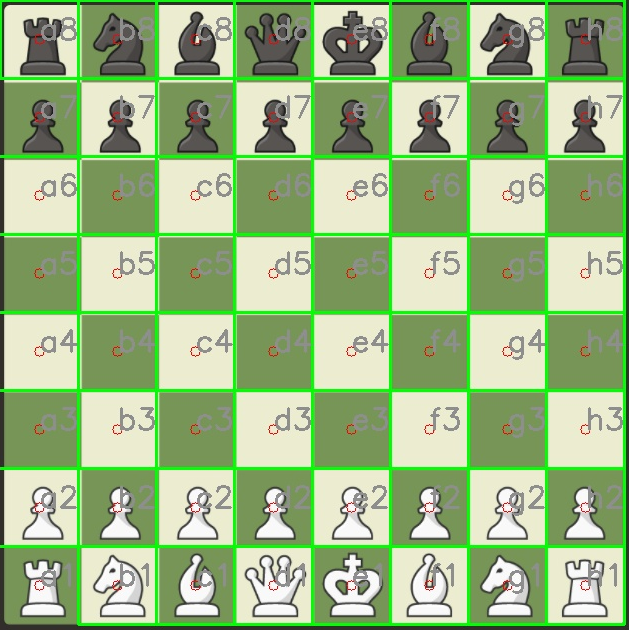 a8 b8 c8 d8 e8 f8 g8 h8
a7 b7 c7 d7 e7 f7 g7 h7
a6 b6 c6 d6 e6 f6 g6 h6
a5 b5 c5 d5 e5 f5 g5 h5
a4 b4 c4 d4 e4 f4 g4 h4
a3 b3 c3 d3 e3 f3 g3 h3
a2 b2 c2 d2 e2 f2 g2 h2
a1 b1 c1 d1 e1 f1 g1 h1